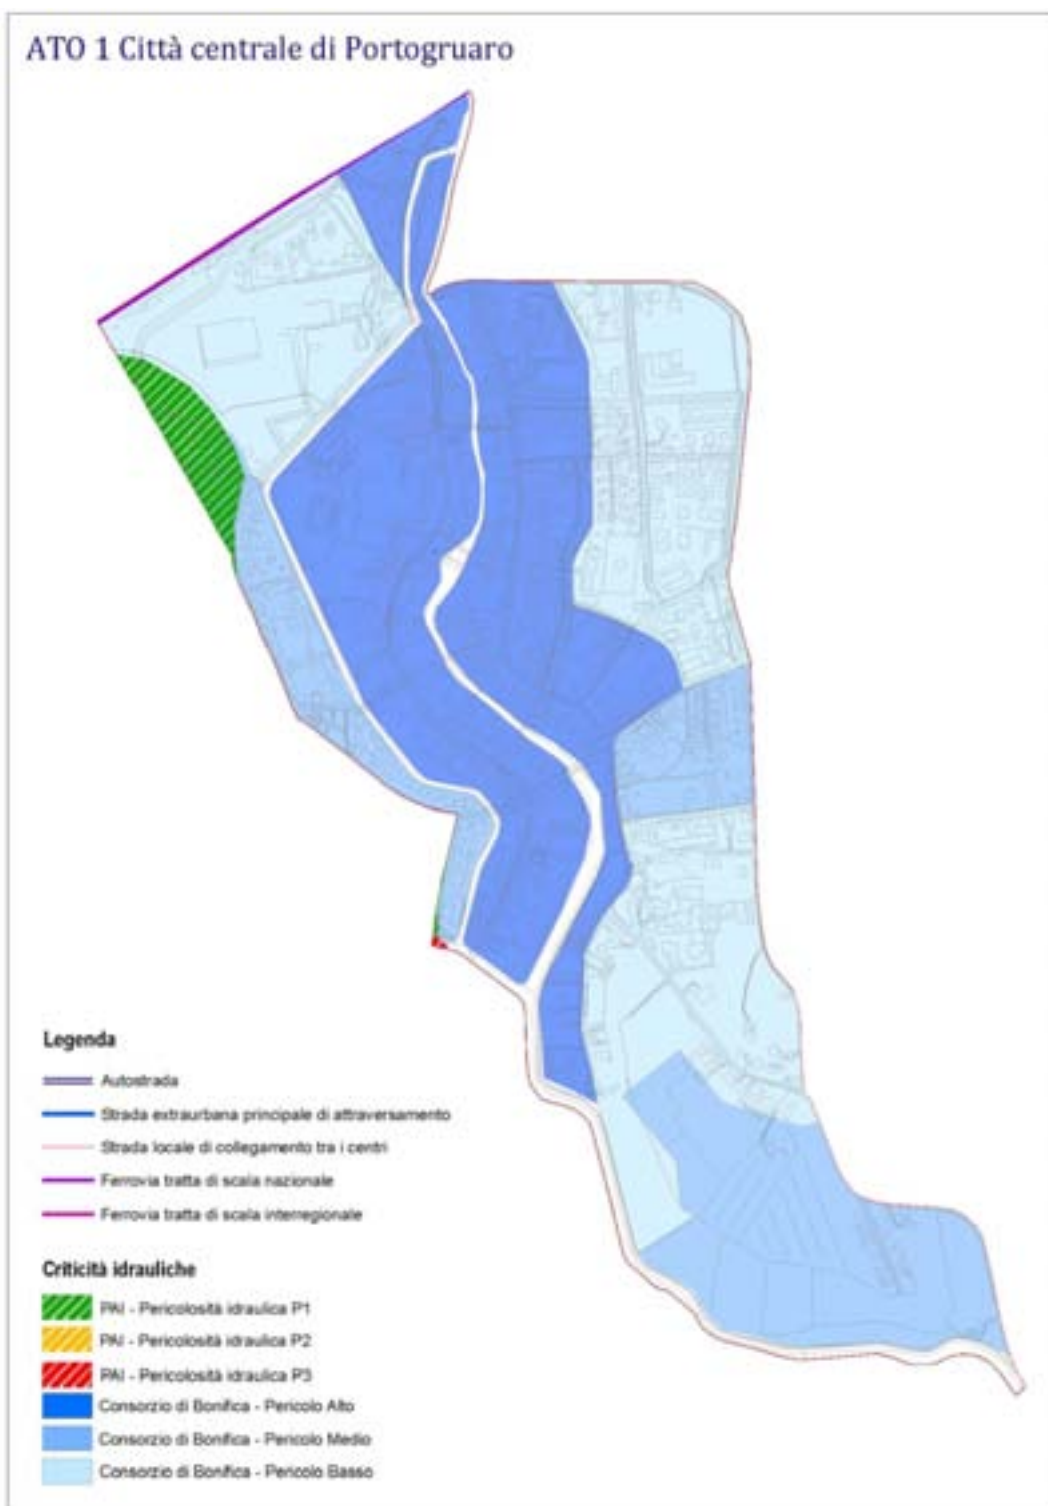 ATO 1 Città centrale di Portogruaro
Legenda
Autostrada
Strada extraurbana principale di attraversamento
Strada locale di collegamento tra i centri
Ferrovia tratta di scala nazionale
Ferrovia tratta di scala interregionale
Criticità idrauliche
PAI - Pericolosità idraulica P1
PAI - Pericolosità idraulica P2
PAI - Pericolosità idraulica P3
Consorzio di Bonifica - Pericolo Alto
Consorzio di Bonifica - Pericolo Medio
Consorzio di Bonifica - Pericolo Basso